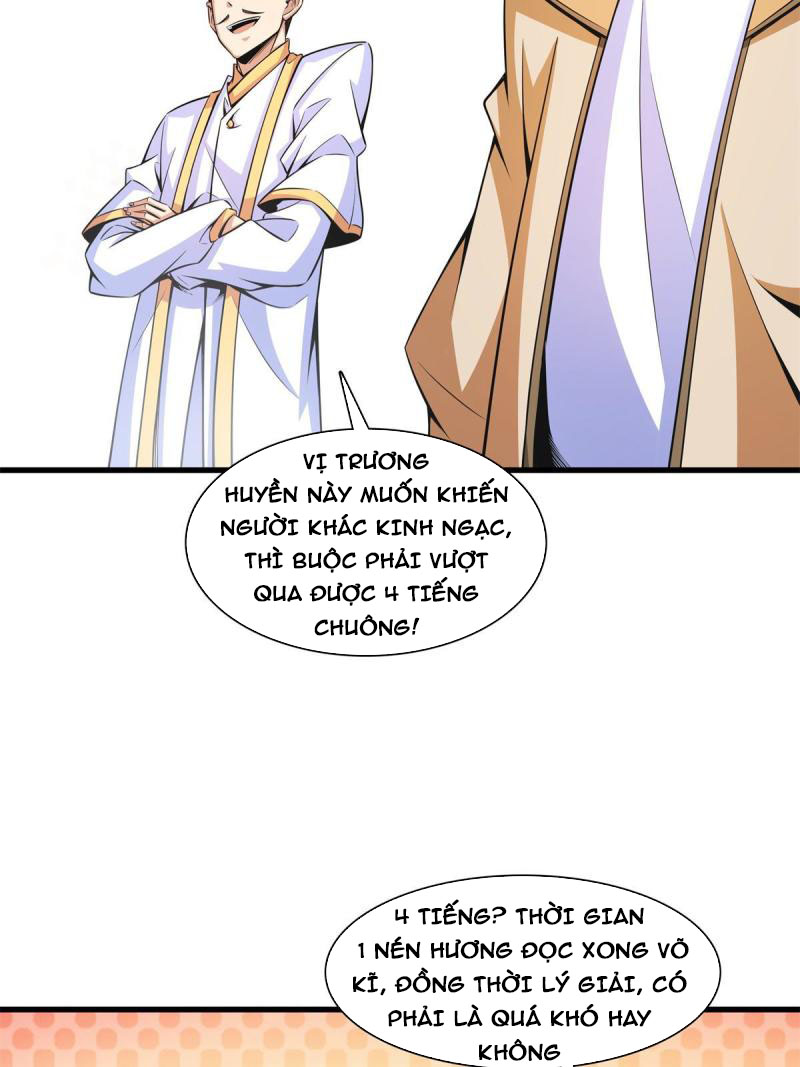 VỊ TRƯƠNG
HUYỀN NÀY MUỐN KHIẾN
NGƯỜI KHÁC KINH NGẠC,
THÌ BUỘC PHẢI VƯỢT
QUA ĐƯỢC 4 TIẾNG
CHUÔNG!
4 TIẾNG? THỜI GIAN
1 NÉN HƯƠNG ĐỌC XONG VÕ
KĨ, ĐỒNG THỜI LÝ GIẢI, CÓ
PHẢI LÀ QUÁ KHÓ HAY
KHÔNG